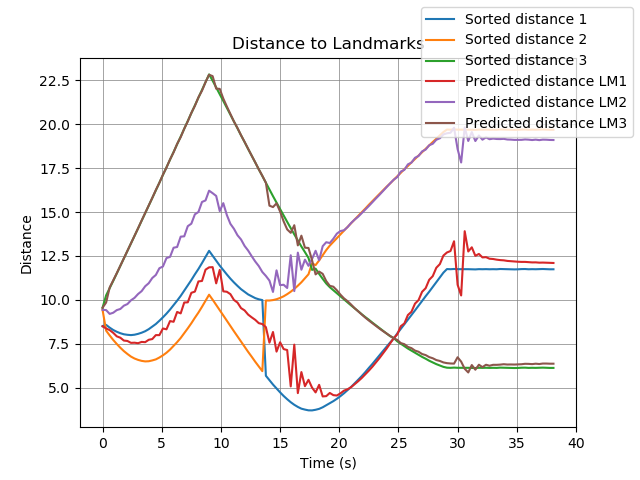 Distance to Landmarks
Sorted distance 1
Sorted distance 2
Sorted distance 3
Predicted distance LM1
Predicted distance LM2
Predicted distance LM3
Distance
22.5
20.0
17.5
15.0
12.5
10.0
7.5
5.0
0 5 10 15 20 25 30 35 40
Time (s)